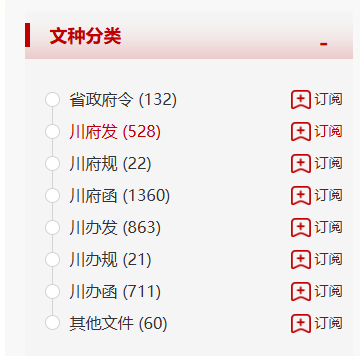 文种分类 -
省政府令 (132) 订阅
川府发 (528) 订阅
川府规 (22) 订阅
川府函 (1360) 订阅
川办发 (863) 订阅
川办规 (21) 订阅
川办函 (711) 订阅
其他文件 (60) 订阅